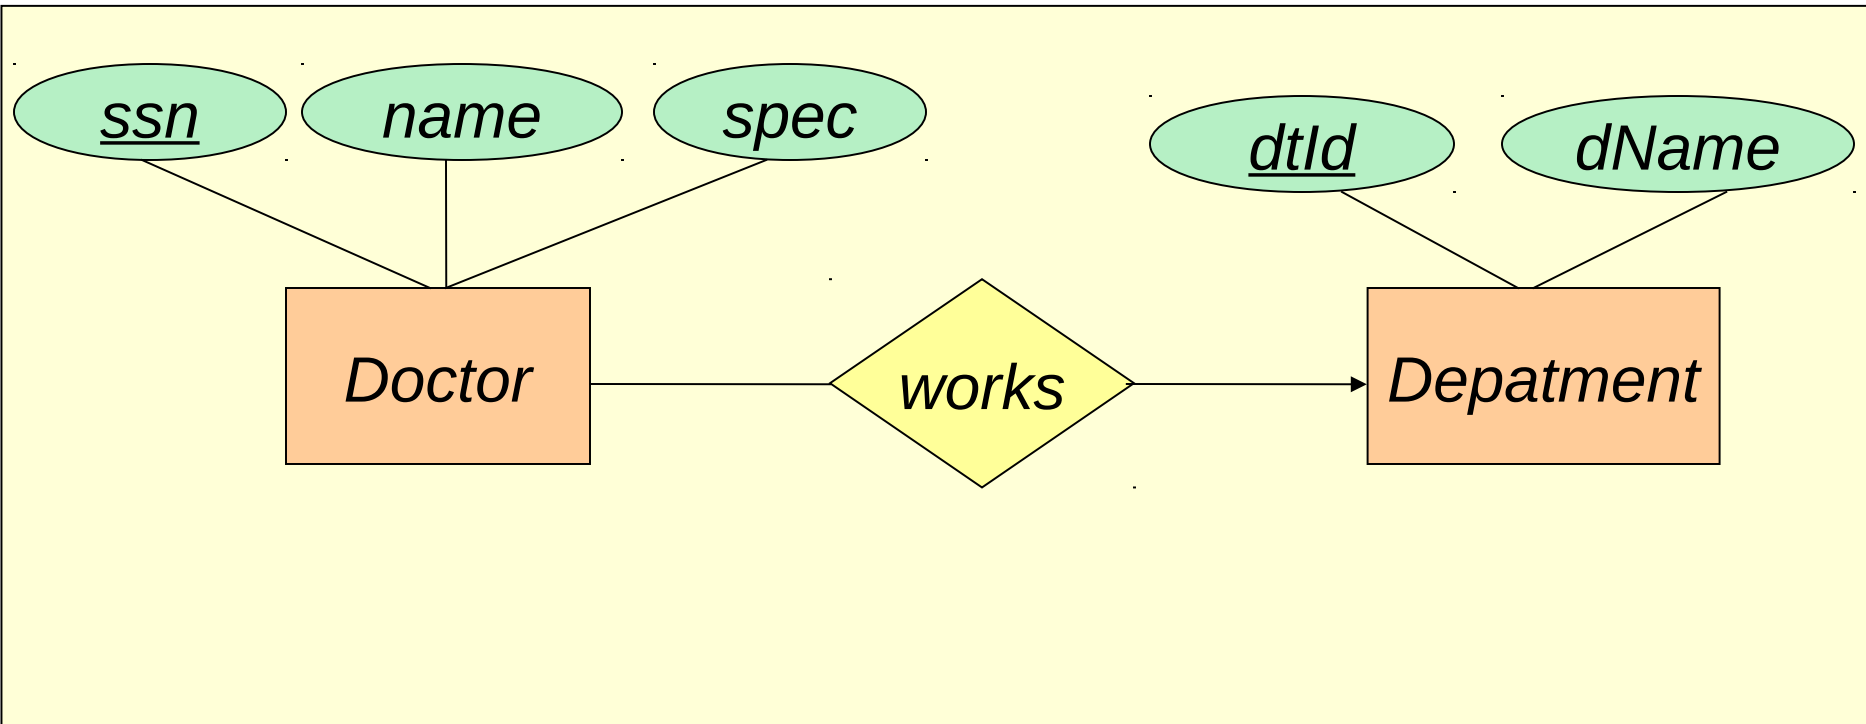 ssn
name
spec
dtId
dName
Doctor
works
Depatment